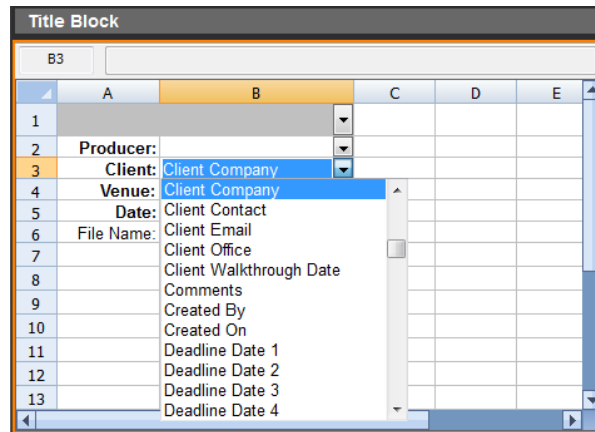 Title Block
B3
A B C D E
1
2 Producer:
3 Client: Client Company
4 Venue: Client Company
5 Date: Client Contact
6 File Name: Client Email
7 Client Office
8 Client Walkthrough Date
9 Comments
10 Created By
Created On
11 Deadline Date 1
12 Deadline Date 2
13 Deadline Date 3
Deadline Date 4